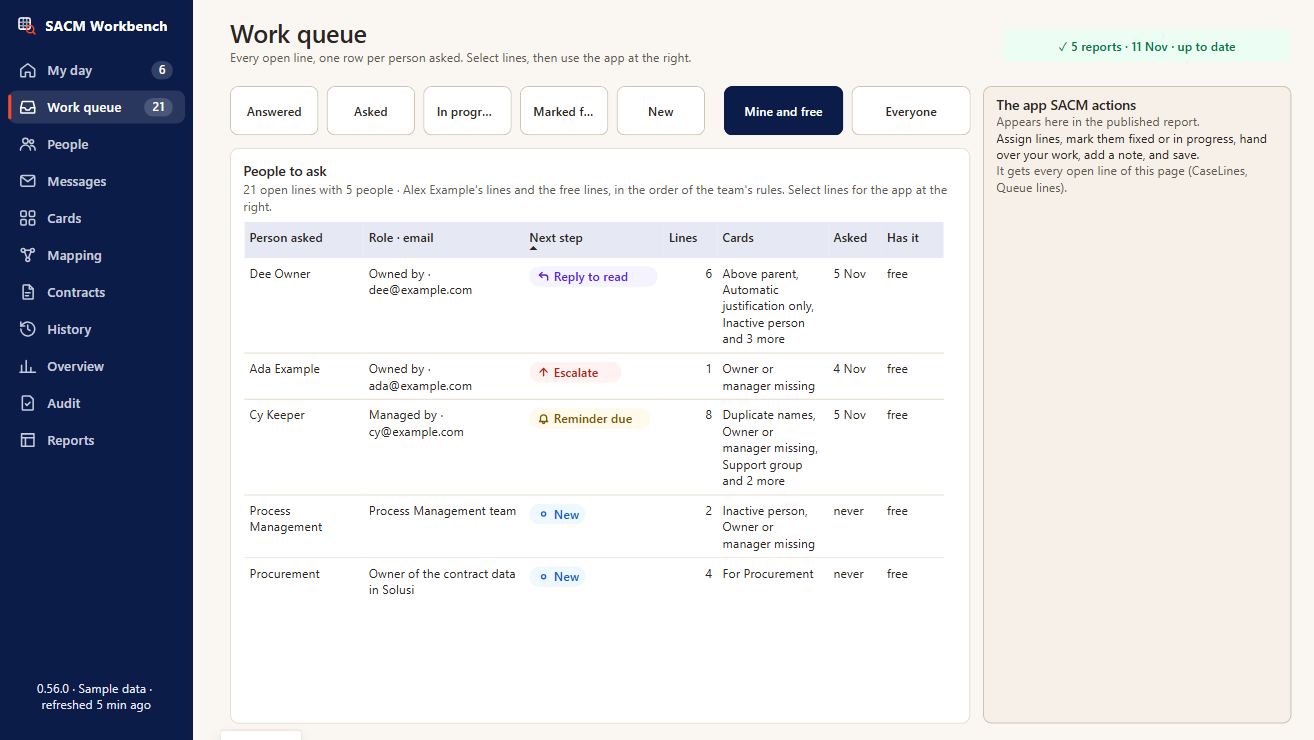 SACM Workbench
My day 6
Work queue 21
People
Messages
Cards
Mapping
Contracts
History
Overview
Audit
Reports
0.56.0 · Sample data ·
refreshed 5 min ago
Work queue
Every open line, one row per person asked. Select lines, then use the app at the right.
✓ 5 reports · 11 Nov · up to date
Answered
Asked
In progr...
Marked f...
New
Mine and free
Everyone
People to ask
21 open lines with 5 people · Alex Example's lines and the free lines, in the order of the team's rules. Select lines for the app at the
right.
Person asked Role · email Next step Lines Cards Asked Has it
Dee Owner Owned by · Reply to read 6 Above parent, 5 Nov free
dee@example.com Automatic
justification only,
Inactive person
and 3 more
Ada Example Owned by · Escalate 1 Owner or 4 Nov free
ada@example.com manager missing
Cy Keeper Managed by · Reminder due 8 Duplicate names, 5 Nov free
cy@example.com Owner or
manager missing,
Support group
and 2 more
Process Process Management team New 2 Inactive person, never free
Management Owner or
manager missing
Procurement Owner of the contract data New 4 For Procurement never free
in Solusi
The app SACM actions
Appears here in the published report.
Assign lines, mark them fixed or in progress, hand
over your work, add a note, and save.
It gets every open line of this page (CaseLines,
Queue lines).